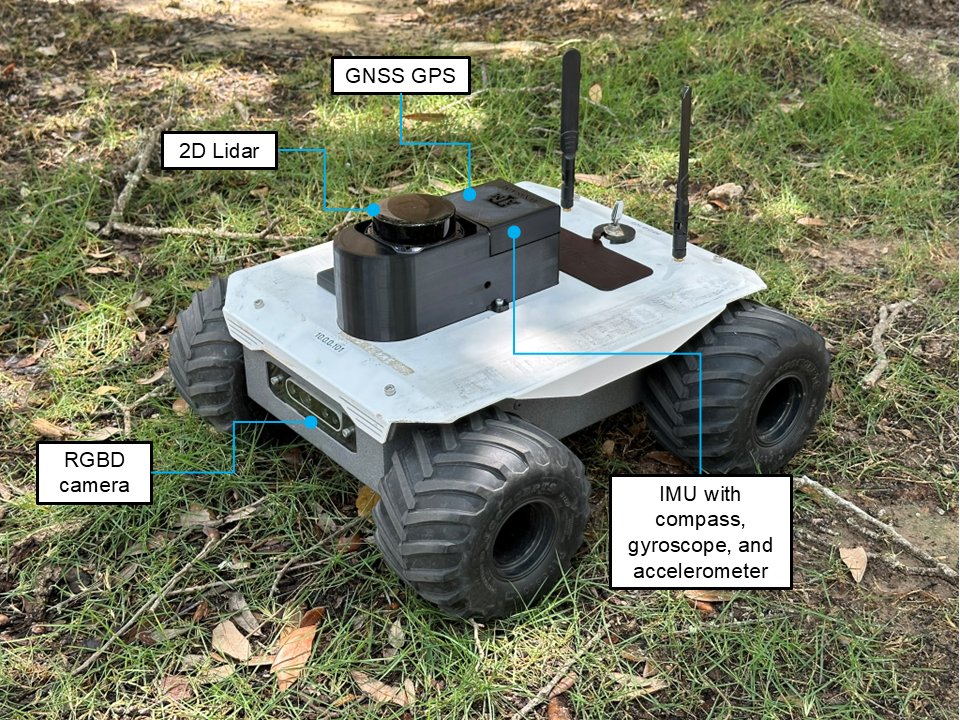 GNSS GPS
2D Lidar
10.0.0.101
RGBD
camera
IMU with
compass,
gyroscope, and
accelerometer